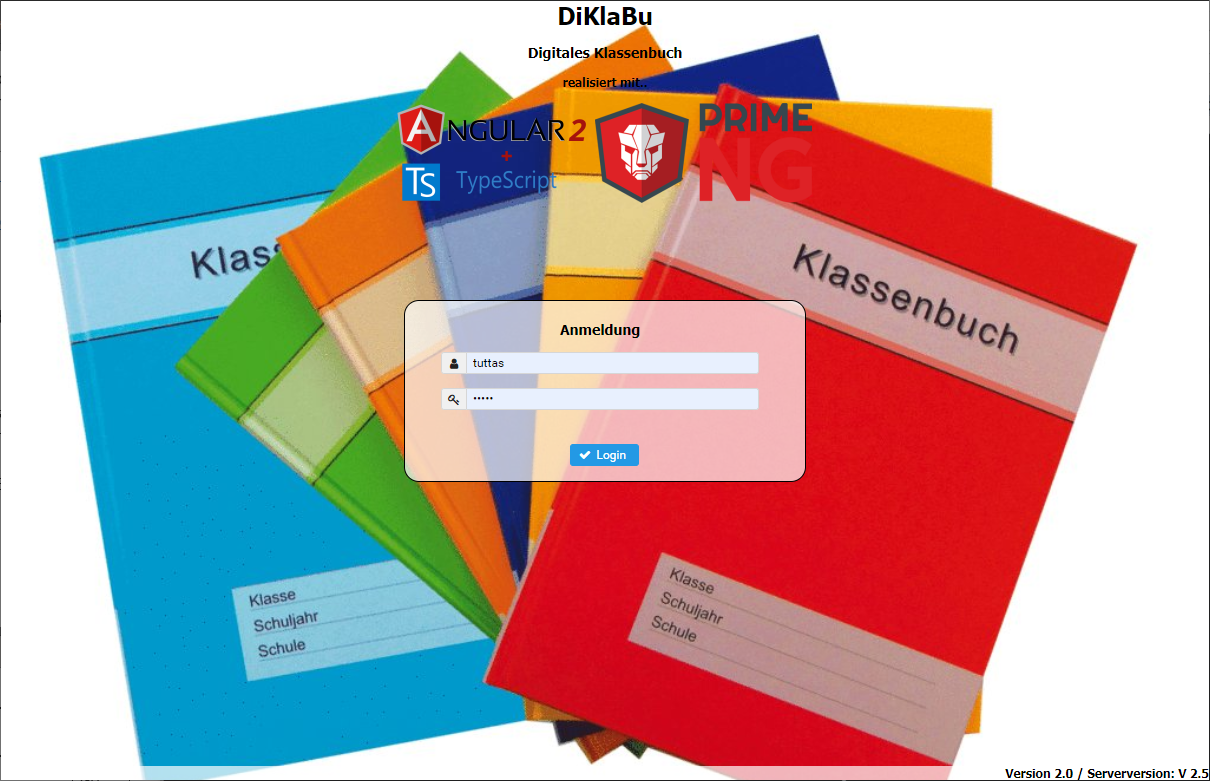 DiKlaBu
Digitales Klassenbuch
realisiert mit..
ANGULAR 2
+
TS TypeScript
PRIME
NG
Klas
Klassenbuch
Anmeldung
tuttas
•••••
Login
Klasse
Schuljahr
Schule
Klasse
Schuljahr
Schule
Version 2.0 / Serverversion: V 2.5